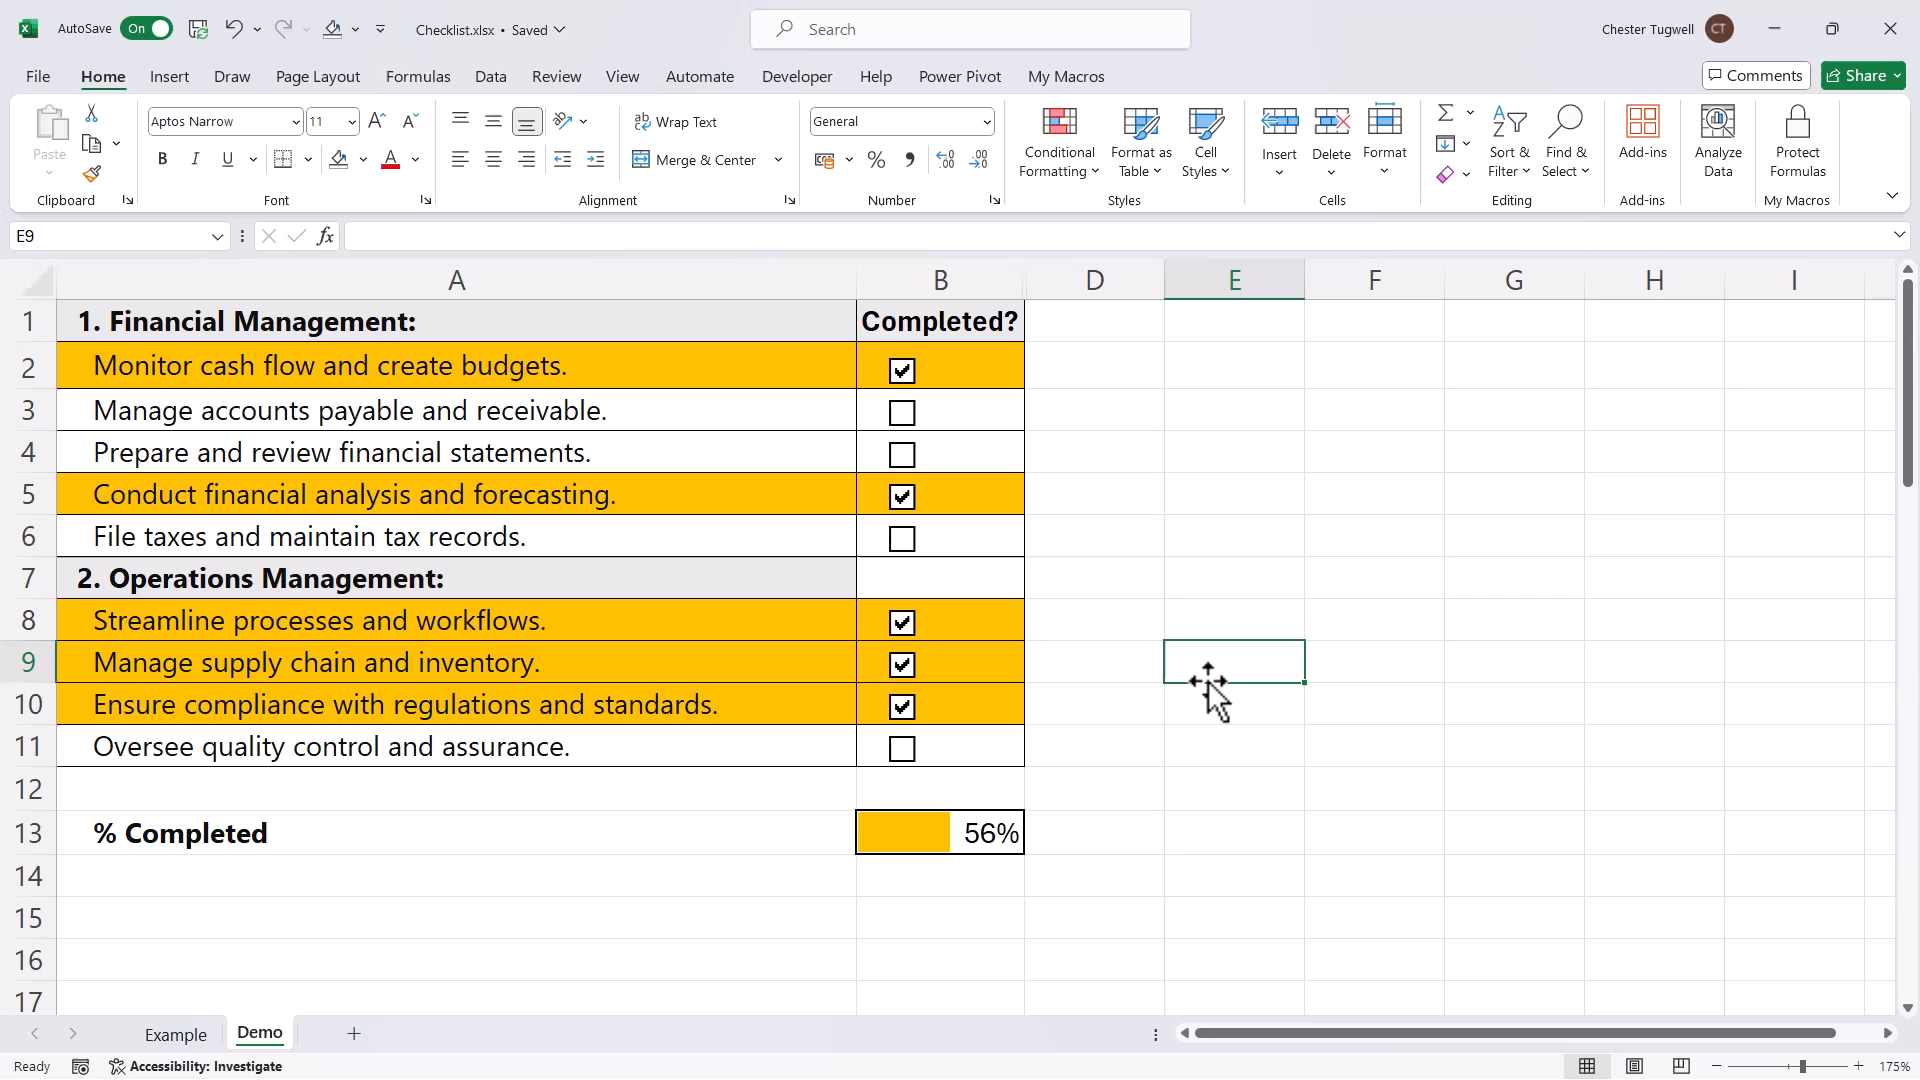 AutoSave On Checklist.xlsx • Saved Search Chester Tugwell CT
File Home Insert Draw Page Layout Formulas Data Review View Automate Developer Help Power Pivot My Macros Comments Share
Paste
Clipboard
Aptos Narrow 11
B I U
Font
Wrap Text
Merge & Center
Alignment
General
Number
Conditional Formatting
Format as Table
Cell Styles
Styles
Insert Delete Format
Cells
Sort & Filter
Find & Select
Editing
Add-ins
Add-ins
Analyze Data
Protect Formulas
My Macros
E9 fx
A B D E F G H I
1 1. Financial Management: Completed?
2 Monitor cash flow and create budgets.
3 Manage accounts payable and receivable.
4 Prepare and review financial statements.
5 Conduct financial analysis and forecasting.
6 File taxes and maintain tax records.
7 2. Operations Management:
8 Streamline processes and workflows.
9 Manage supply chain and inventory.
10 Ensure compliance with regulations and standards.
11 Oversee quality control and assurance.
12
13 % Completed 56%
14
15
16
17
Example Demo
Ready Accessibility: Investigate 175%